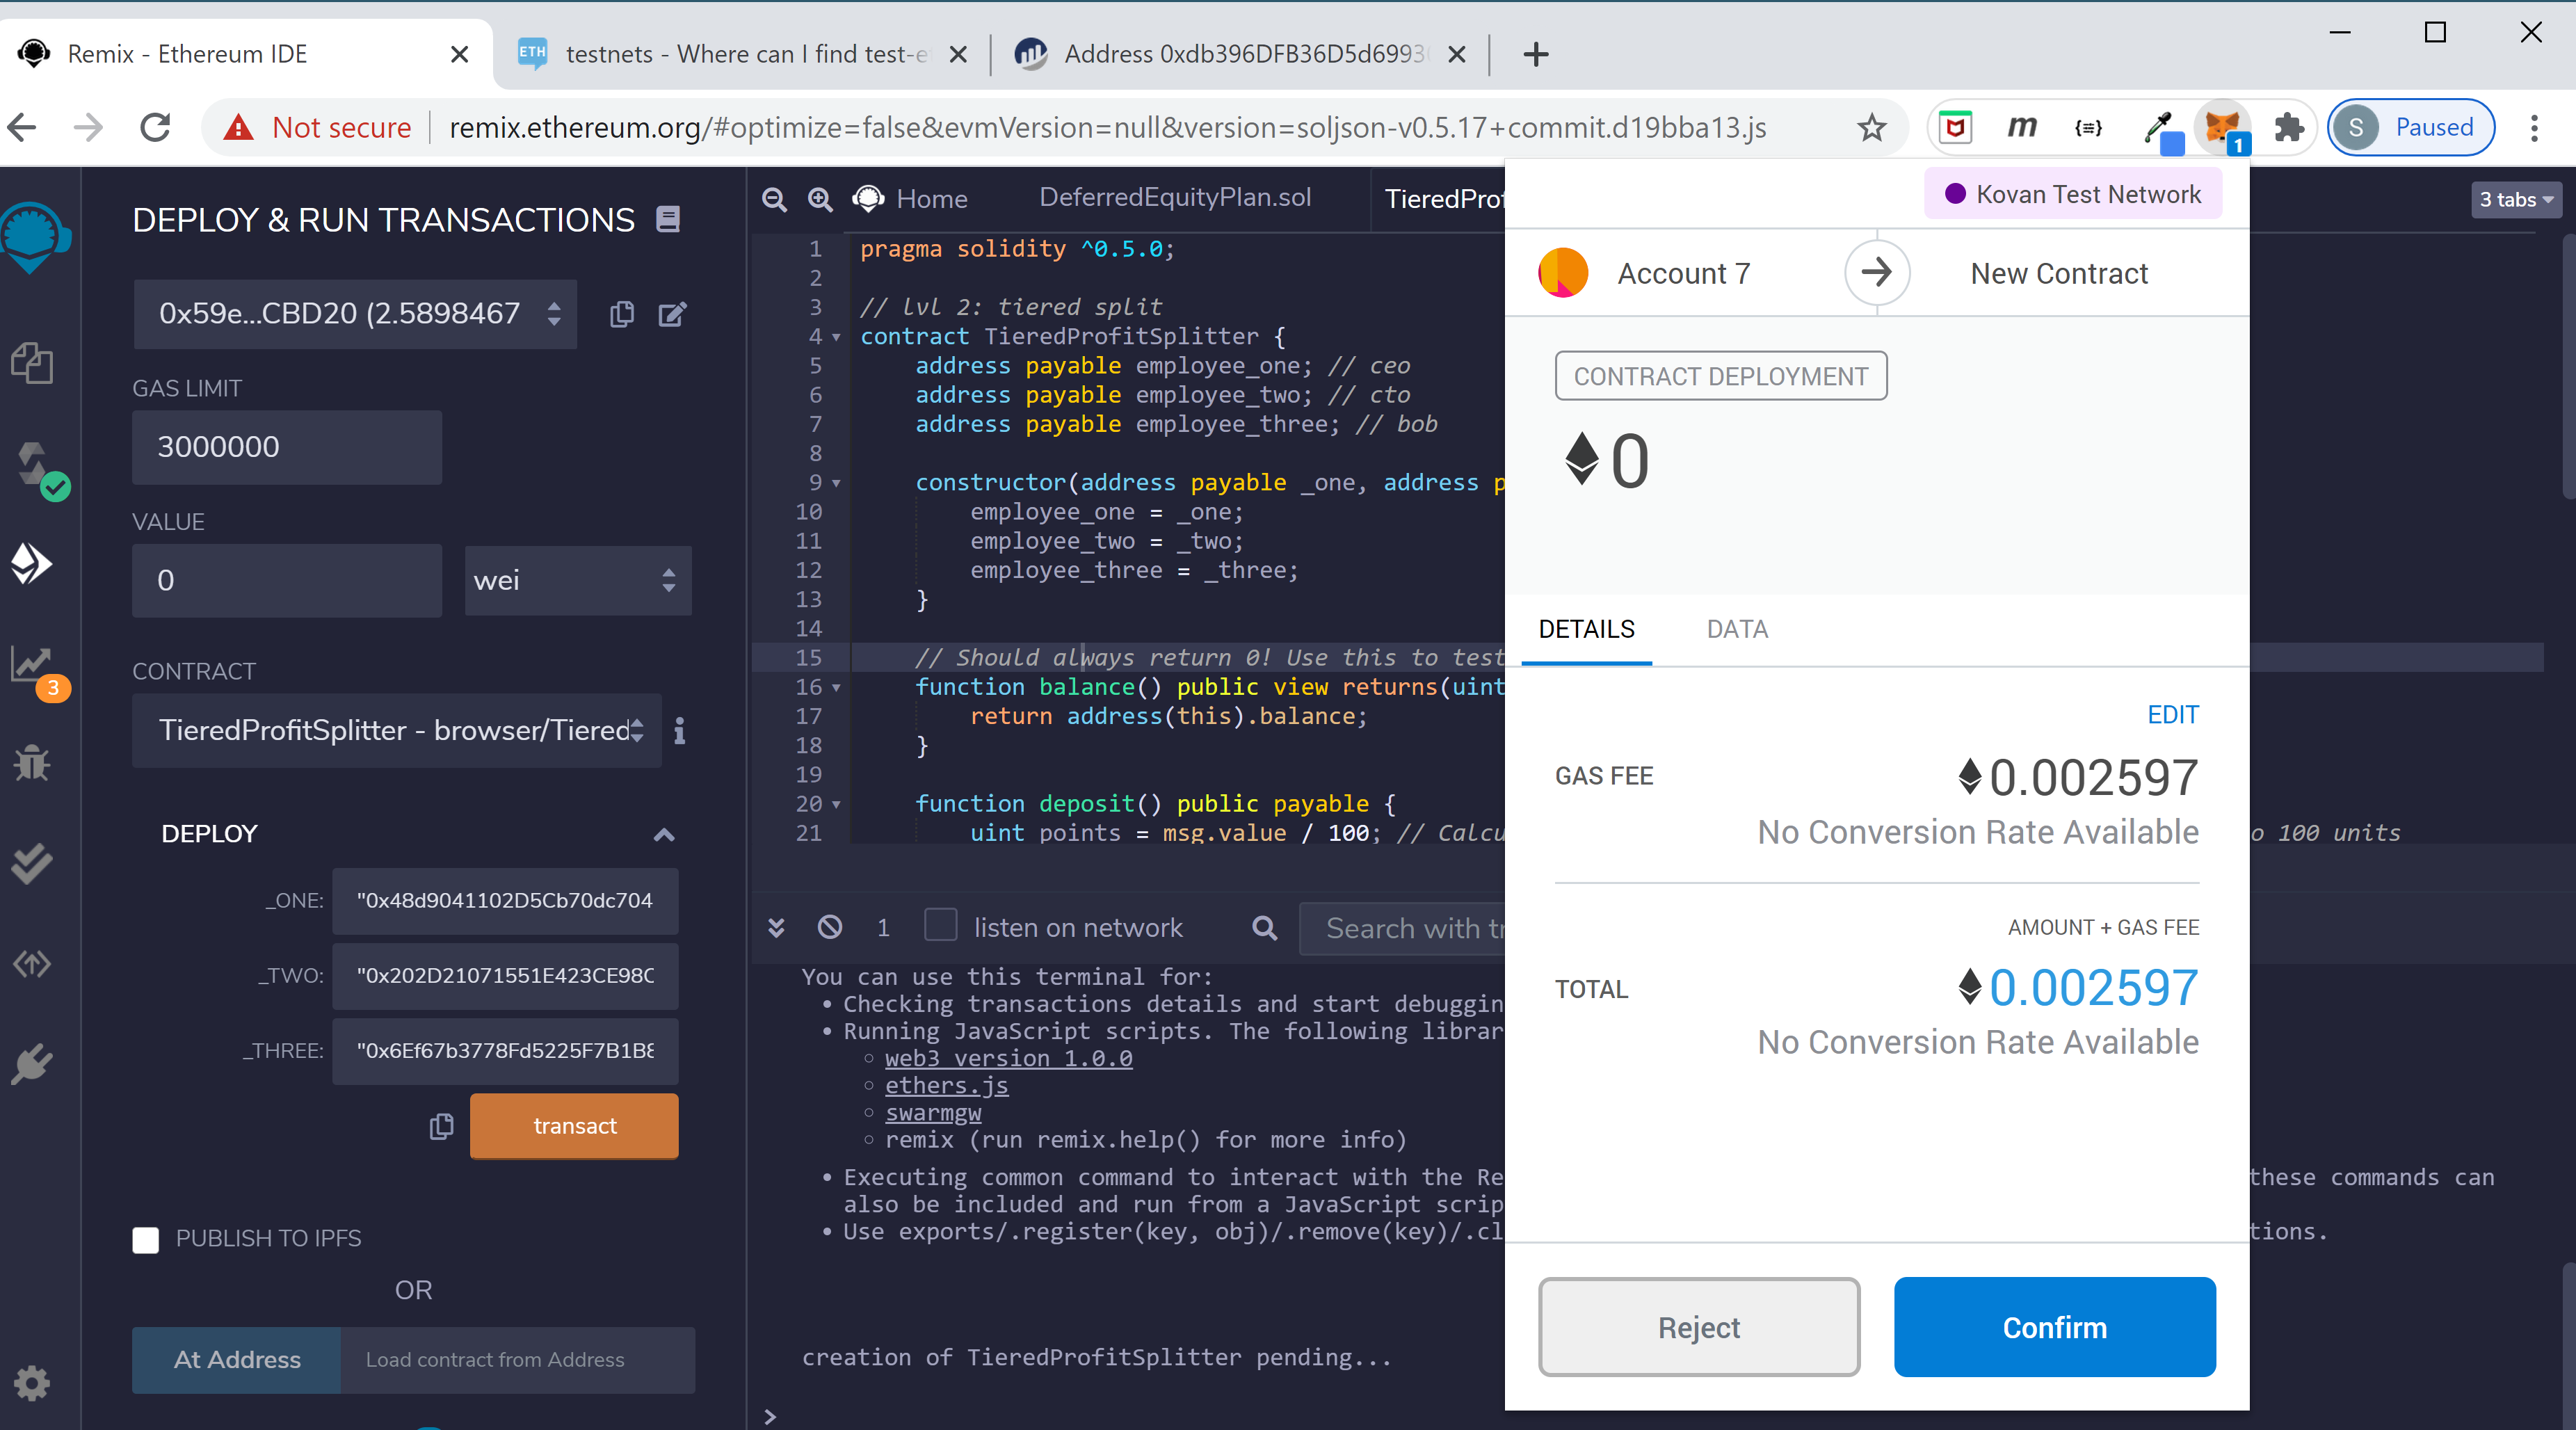 Remix - Ethereum IDE
ETH
testnets - Where can I find test-e
Address 0xdb396DFB36D5d6993
Not secure
remix.ethereum.org/#optimize=false&evmVersion=null&version=soljson-v0.5.17+commit.d19bba13.js
m
{≡}
1
S
Paused
DEPLOY & RUN TRANSACTIONS
0x59e...CBD20 (2.5898467
GAS LIMIT
3000000
VALUE
0
wei
3
CONTRACT
TieredProfitSplitter - browser/Tiered
i
DEPLOY
_ONE:
"0x48d9041102D5Cb70dc704
_TWO:
"0x202D21071551E423CE98C
_THREE:
"0x6Ef67b3778Fd5225F7B1B8
transact
PUBLISH TO IPFS
OR
At Address
Load contract from Address
Home
DeferredEquityPlan.sol
TieredProf
3 tabs
1 pragma solidity ^0.5.0;
2
3 // lvl 2: tiered split
4 contract TieredProfitSplitter {
5 address payable employee_one; // ceo
6 address payable employee_two; // cto
7 address payable employee_three; // bob
8
9 constructor(address payable _one, address p
10 employee_one = _one;
11 employee_two = _two;
12 employee_three = _three;
13 }
14
15 // Should always return 0! Use this to test
16 function balance() public view returns(uint
17 return address(this).balance;
18 }
19
20 function deposit() public payable {
21 uint points = msg.value / 100; // Calcu
o 100 units
1
listen on network
Search with tr
You can use this terminal for:
• Checking transactions details and start debuggin
• Running JavaScript scripts. The following librar
○ web3 version 1.0.0
○ ethers.js
○ swarmgw
○ remix (run remix.help() for more info)
• Executing common command to interact with the Re
these commands can
also be included and run from a JavaScript scrip
• Use exports/.register(key, obj)/.remove(key)/.cl
tions.
creation of TieredProfitSplitter pending...
>
Kovan Test Network
Account 7
New Contract
CONTRACT DEPLOYMENT
0
DETAILS
DATA
EDIT
GAS FEE
0.002597
No Conversion Rate Available
AMOUNT + GAS FEE
TOTAL
0.002597
No Conversion Rate Available
Reject
Confirm